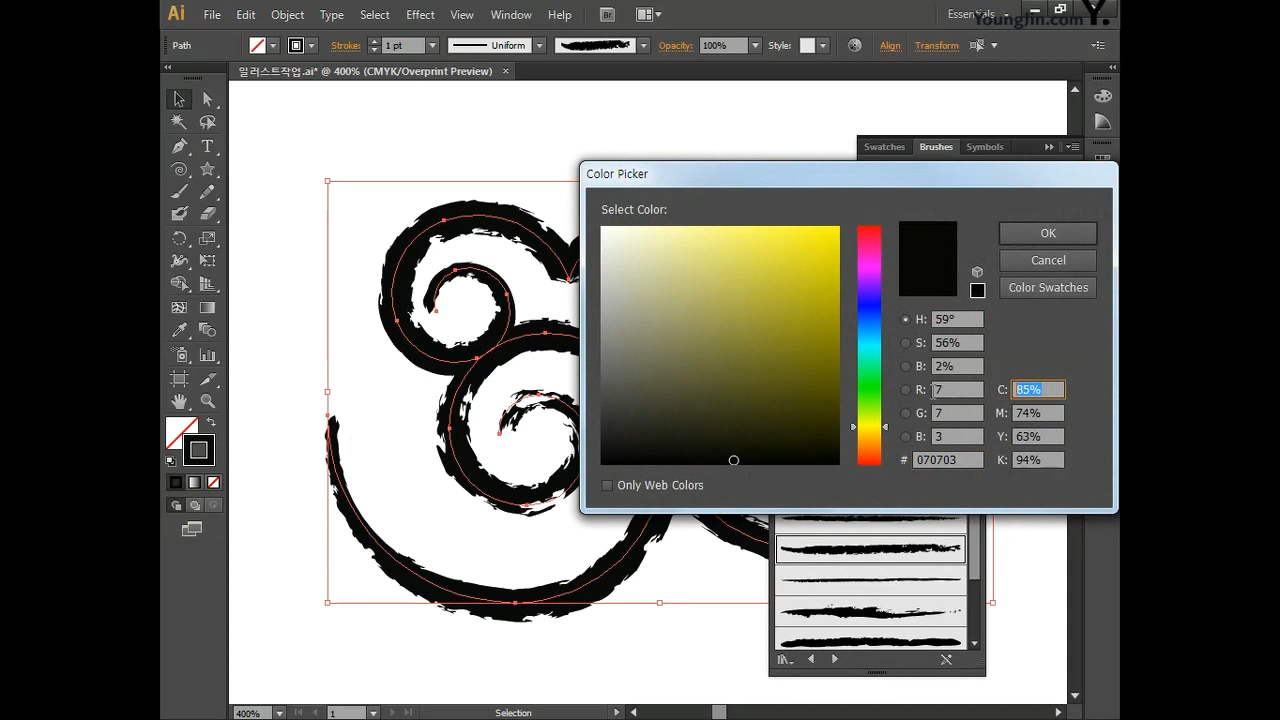 Ai File Edit Object Type Select Effect View Window Help Br Essentials
YoungJin.com Y.
Path Stroke: 1 pt Uniform Opacity: 100% Style: Align Transform
일러스트작업.ai* @ 400% (CMYK/Overprint Preview) ×
Swatches Brushes Symbols
Color Picker
Select Color:
OK
Cancel
Color Swatches
H: 59°
S: 56%
B: 2%
R: 7 C: 85%
G: 7 M: 74%
B: 3 Y: 63%
# 070703 K: 94%
Only Web Colors
400% 1 Selection